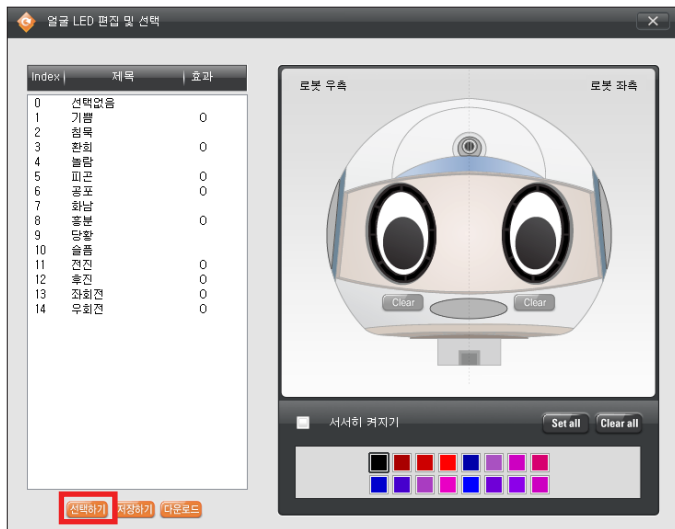 얼굴 LED 편집 및 선택
Index 제목 효과
0 선택없음
1 기쁨 O
2 침묵
3 환희 O
4 놀람
5 피곤 O
6 공포 O
7 화남
8 흥분 O
9 당황
10 슬픔
11 전진 O
12 후진 O
13 좌회전 O
14 우회전 O
선택하기 저장하기 다운로드
로봇 우측 로봇 좌측
Clear Clear
서서히 켜지기 Set all Clear all